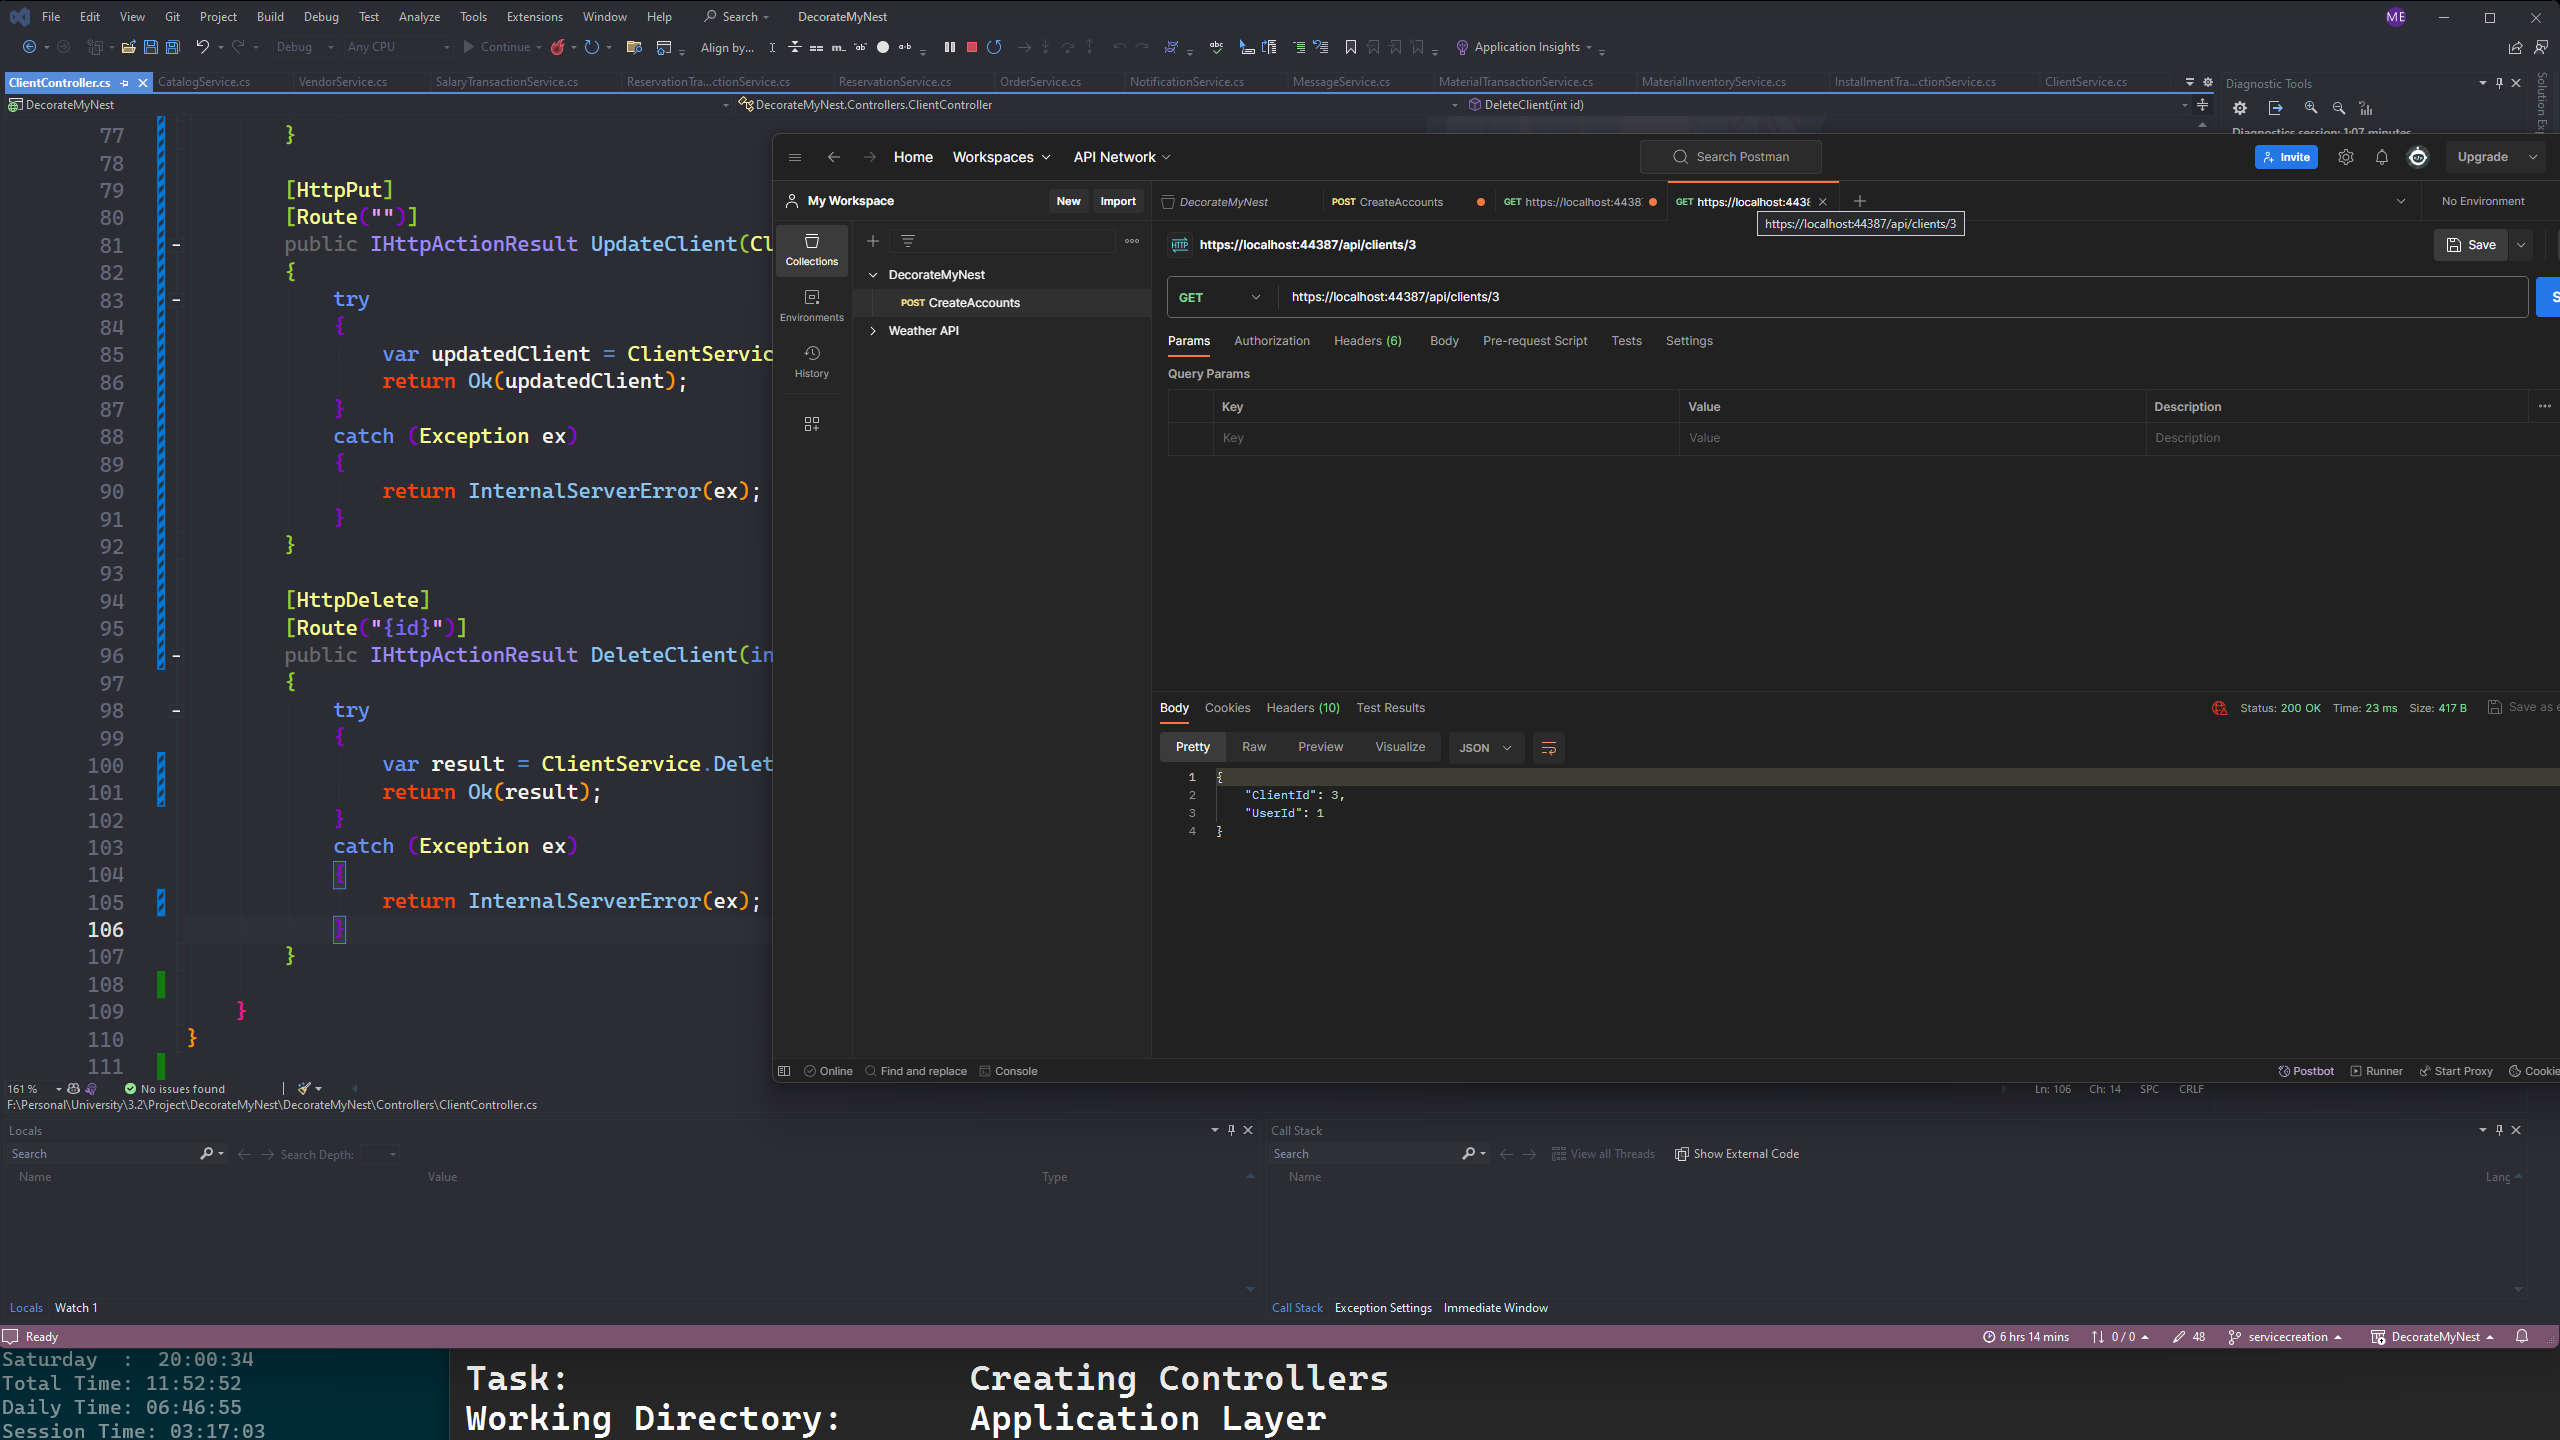 File Edit View Git Project Build Debug Test Analyze Tools Extensions Window Help Search DecorateMyNest ME
Debug Any CPU Continue Align by... Application Insights
ClientController.cs CatalogService.cs VendorService.cs SalaryTransactionService.cs ReservationTra...ctionService.cs ReservationService.cs OrderService.cs NotificationService.cs MessageService.cs MaterialTransactionService.cs MaterialInventoryService.cs InstallmentTra...ctionService.cs ClientService.cs
Diagnostic Tools
DecorateMyNest DecorateMyNest.Controllers.ClientController DeleteClient(int id)
Diagnostics session: 1:07 minutes
Solution Exp
77 }
78
79 [HttpPut]
80 [Route("")]
81 public IHttpActionResult UpdateClient(Cl
82 {
83 try
84 {
85 var updatedClient = ClientServic
86 return Ok(updatedClient);
87 }
88 catch (Exception ex)
89 {
90 return InternalServerError(ex);
91 }
92 }
93
94 [HttpDelete]
95 [Route("{id}")]
96 public IHttpActionResult DeleteClient(in
97 {
98 try
99 {
100 var result = ClientService.Delet
101 return Ok(result);
102 }
103 catch (Exception ex)
104 {
105 return InternalServerError(ex);
106 }
107 }
108
109 }
110 }
111
Home Workspaces API Network Search Postman Invite Upgrade
My Workspace New Import
DecorateMyNest POST CreateAccounts GET https://localhost:4438 GET https://localhost:4438 No Environment
https://localhost:44387/api/clients/3
Collections
Environments
History
DecorateMyNest
POST CreateAccounts
Weather API
HTTP https://localhost:44387/api/clients/3 Save
GET https://localhost:44387/api/clients/3 S
Params Authorization Headers (6) Body Pre-request Script Tests Settings
Query Params
Key Value Description
Key Value Description
Body Cookies Headers (10) Test Results Status: 200 OK Time: 23 ms Size: 417 B Save as e
Pretty Raw Preview Visualize JSON
1 {
2 "ClientId": 3,
3 "UserId": 1
4 }
Online Find and replace Console Postbot Runner Start Proxy Cookie
161 % No issues found Ln: 106 Ch: 14 SPC CRLF
F:\Personal\University\3.2\Project\DecorateMyNest\DecorateMyNest\Controllers\ClientController.cs
Locals
Search Search Depth:
Name Value Type
Locals Watch 1
Call Stack
Search View all Threads Show External Code
Name Lang
Call Stack Exception Settings Immediate Window
Ready 6 hrs 14 mins 0 / 0 48 servicecreation DecorateMyNest
Saturday : 20:00:34
Total Time: 11:52:52
Daily Time: 06:46:55
Session Time: 03:17:03
Task: Creating Controllers
Working Directory: Application Layer